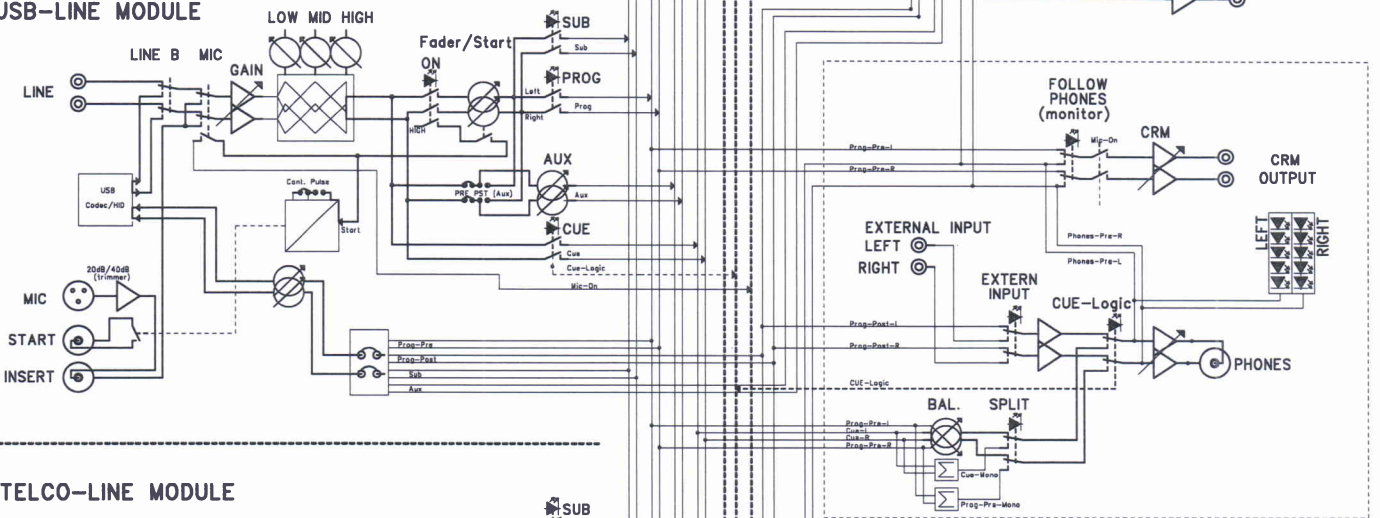 USB-LINE MODULE
LOW MID HIGH
LINE B MIC
GAIN
LINE
Fader/Start
ON
HIGH
SUB
Sub
PROG
Left
Prog
Right
AUX
PRE PST (Aux)
Aux
CUE
Cue
Cue-Logic
Mic-On
USB
Codec/HID
Cont. Pulse
Start
20dB/40dB
(trimmer)
MIC
START
INSERT
Prog-Pre
Prog-Post
Sub
Aux
TELCO-LINE MODULE
SUB
FOLLOW
PHONES
(monitor)
Mic-On
CRM
CRM
OUTPUT
Prog-Pre-L
Prog-Pre-R
EXTERNAL INPUT
LEFT
RIGHT
Phones-Pre-R
Phones-Pre-L
LEFT
RIGHT
EXTERN
INPUT
CUE-Logic
Prog-Post-L
Prog-Post-R
PHONES
CUE-Logic
BAL.
SPLIT
Prog-Pre-L
Cue-L
Cue-R
Prog-Pre-R
Σ
Cue-Mono
Σ
Prog-Pre-Mono